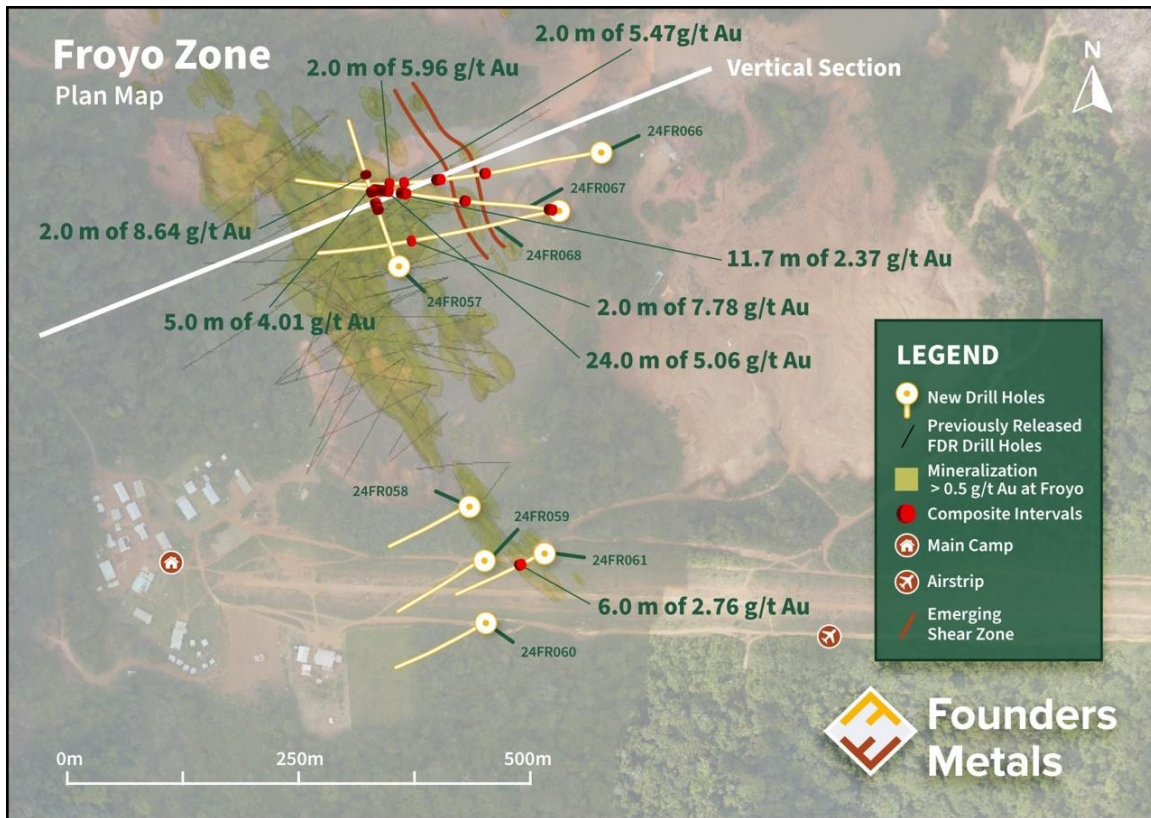 Froyo Zone
Plan Map
2.0 m of 5.47g/t Au
2.0 m of 5.96 g/t Au
Vertical Section
N
24FR066
24FR067
2.0 m of 8.64 g/t Au
24FR068
11.7 m of 2.37 g/t Au
24FR057
2.0 m of 7.78 g/t Au
5.0 m of 4.01 g/t Au
24.0 m of 5.06 g/t Au
LEGEND
New Drill Holes
Previously Released
FDR Drill Holes
Mineralization
> 0.5 g/t Au at Froyo
Composite Intervals
Main Camp
Airstrip
Emerging
Shear Zone
24FR058
24FR059
24FR061
6.0 m of 2.76 g/t Au
24FR060
0m
250m
500m
Founders
Metals